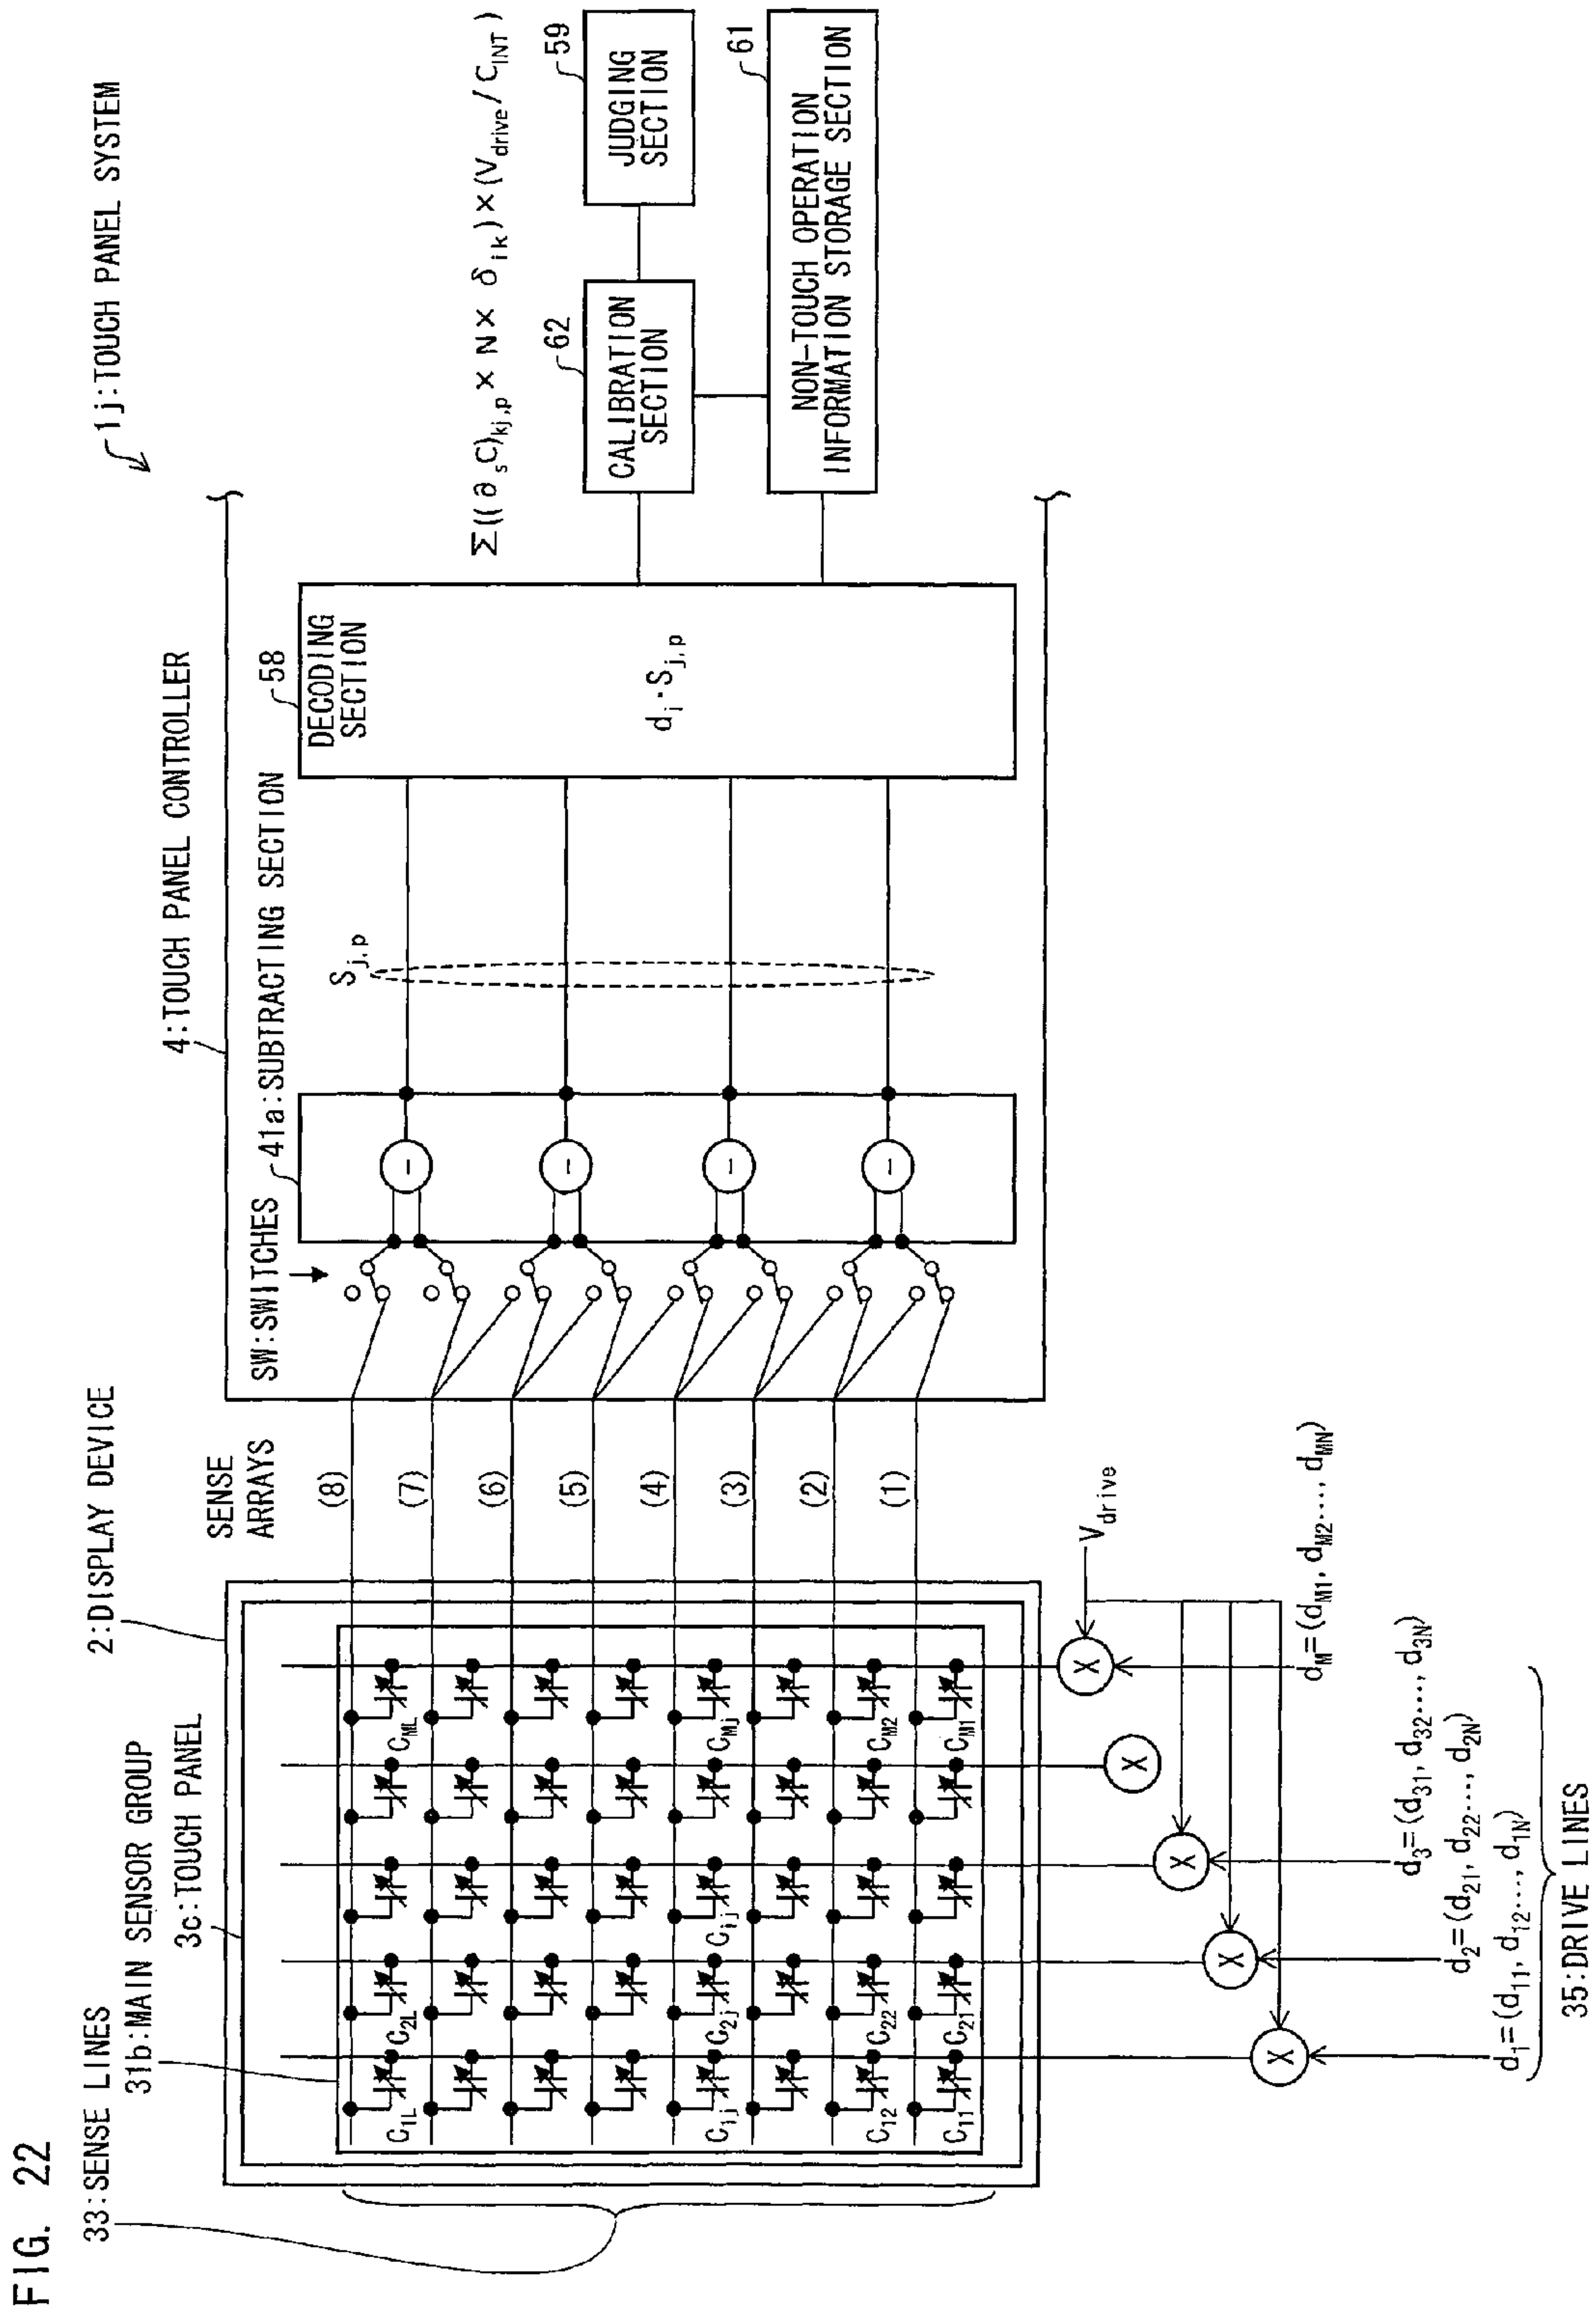 FIG. 22
1j:TOUCH PANEL SYSTEM
33:SENSE LINES
31b:MAIN SENSOR GROUP
3c:TOUCH PANEL
2:DISPLAY DEVICE
4:TOUCH PANEL CONTROLLER
SENSE
ARRAYS
SW:SWITCHES
41a:SUBTRACTING SECTION
58
DECODING
SECTION
(8)
(7)
(6)
(5)
(4)
(3)
(2)
(1)
C1L
C2L
CML
C1j
C2j
Cij
CMj
C12
C22
CM2
C11
C21
CM1
−
−
−
−
Sj,p
di·Sj,p
Σ((∂sC)kj,p × N × δik)×(Vdrive/CINT)
62
CALIBRATION
SECTION
59
JUDGING
SECTION
61
NON-TOUCH OPERATION
INFORMATION STORAGE SECTION
Vdrive
X
X
X
X
X
dM=(dM1, dM2..., dMN)
d3=(d31, d32..., d3N)
d2=(d21, d22..., d2N)
d1=(d11, d12..., d1N)
35:DRIVE LINES